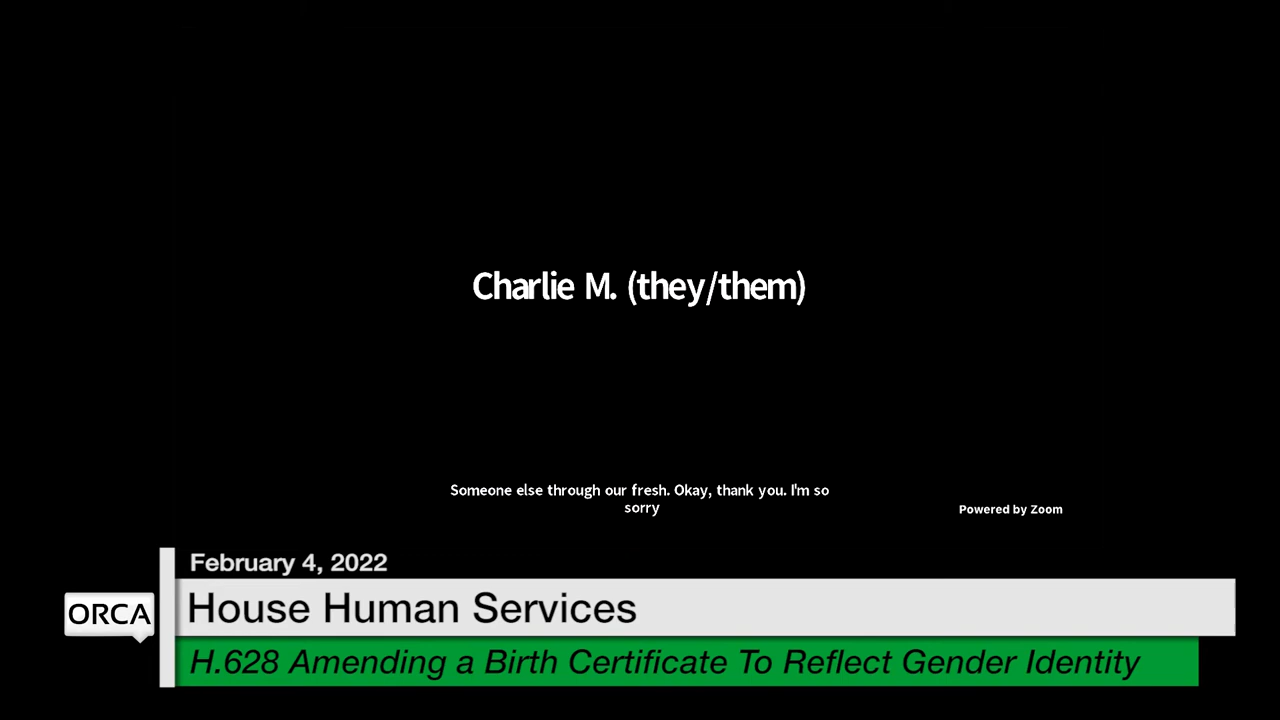 Charlie M. (they/them)
Someone else through our fresh. Okay, thank you. I'm so
sorry
Powered by Zoom
February 4, 2022
ORCA
House Human Services
H.628 Amending a Birth Certificate To Reflect Gender Identity